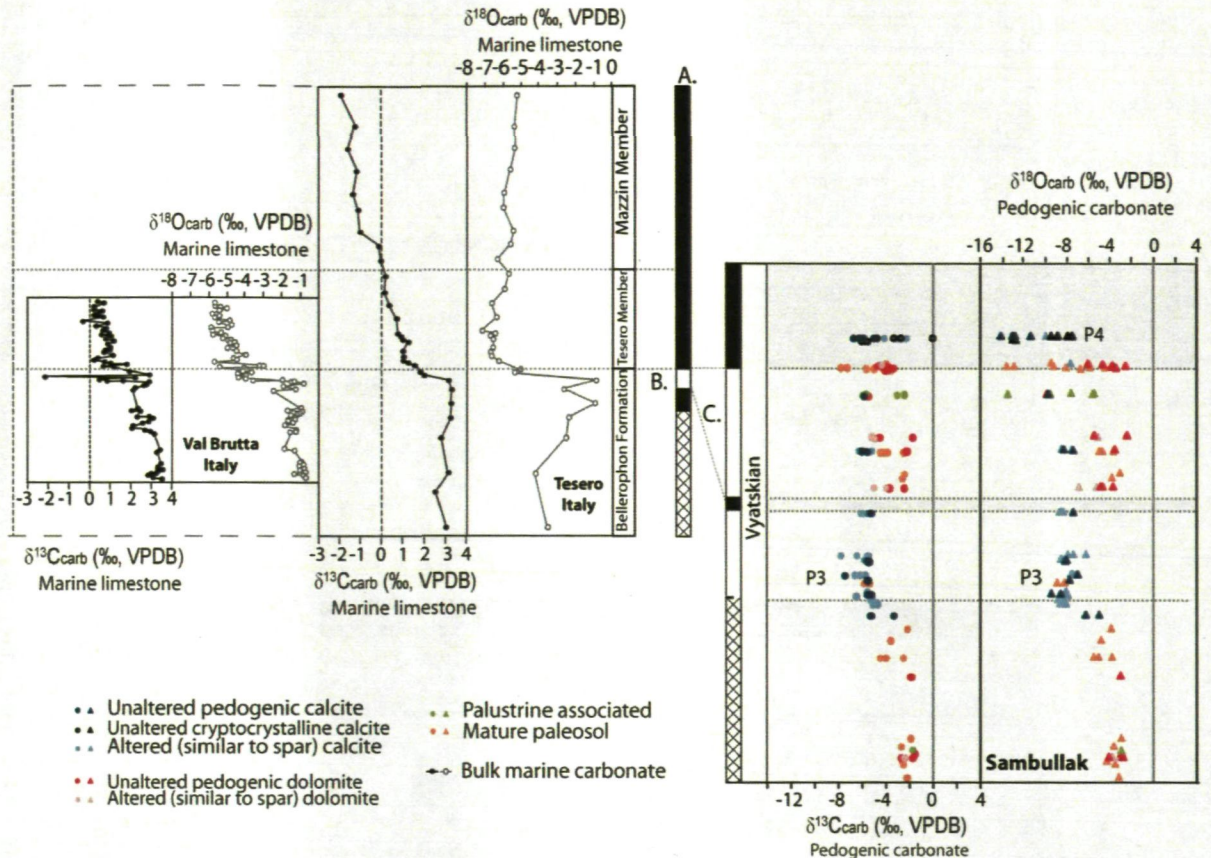 δ18Ocarb (‰, VPDB)
Marine limestone
-8 -7 -6 -5 -4 -3 -2 -1 0
A.
Mazzin Member
δ18Ocarb (‰, VPDB)
Pedogenic carbonate
-16 -12 -8 -4 0 4
δ18Ocarb (‰, VPDB)
Marine limestone
-8 -7 -6 -5 -4 -3 -2 -1
Tesero Member
P4
B.
C.
Bellerophon Formation
Val Brutta
Italy
Tesero
Italy
Vyatskian
-3 -2 -1 0 1 2 3 4
δ13Ccarb (‰, VPDB)
Marine limestone
-3 -2 -1 0 1 2 3 4
δ13Ccarb (‰, VPDB)
Marine limestone
P3
P3
Unaltered pedogenic calcite
Unaltered cryptocrystalline calcite
Altered (similar to spar) calcite
Unaltered pedogenic dolomite
Altered (similar to spar) dolomite
Palustrine associated
Mature paleosol
Bulk marine carbonate
Sambullak
-12 -8 -4 0 4
δ13Ccarb (‰, VPDB)
Pedogenic carbonate